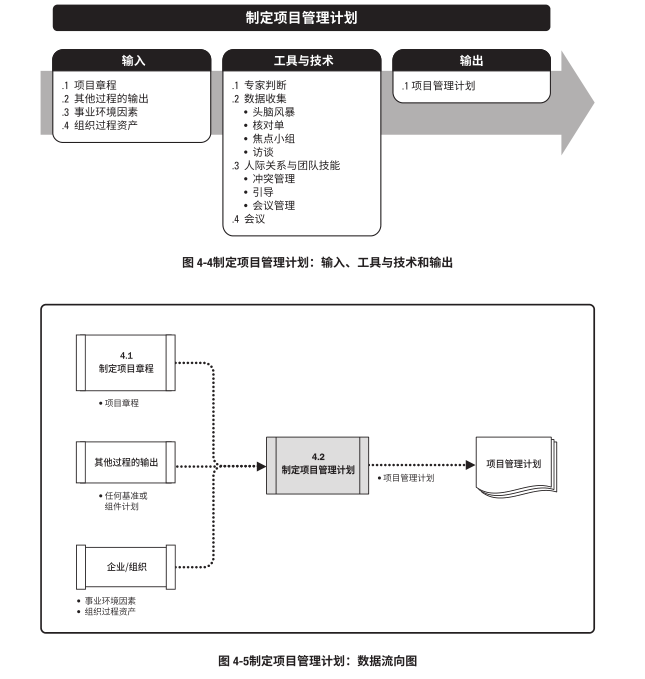 制定项目管理计划
输入
.1 项目章程
.2 其他过程的输出
.3 事业环境因素
.4 组织过程资产
工具与技术
.1 专家判断
.2 数据收集
• 头脑风暴
• 核对单
• 焦点小组
• 访谈
.3 人际关系与团队技能
• 冲突管理
• 引导
• 会议管理
.4 会议
输出
.1 项目管理计划
图 4-4制定项目管理计划：输入、工具与技术和输出
4.1
制定项目章程
• 项目章程
其他过程的输出
• 任何基准或
组件计划
企业/组织
• 事业环境因素
• 组织过程资产
4.2
制定项目管理计划
• 项目管理计划
项目管理计划
图 4-5制定项目管理计划：数据流向图